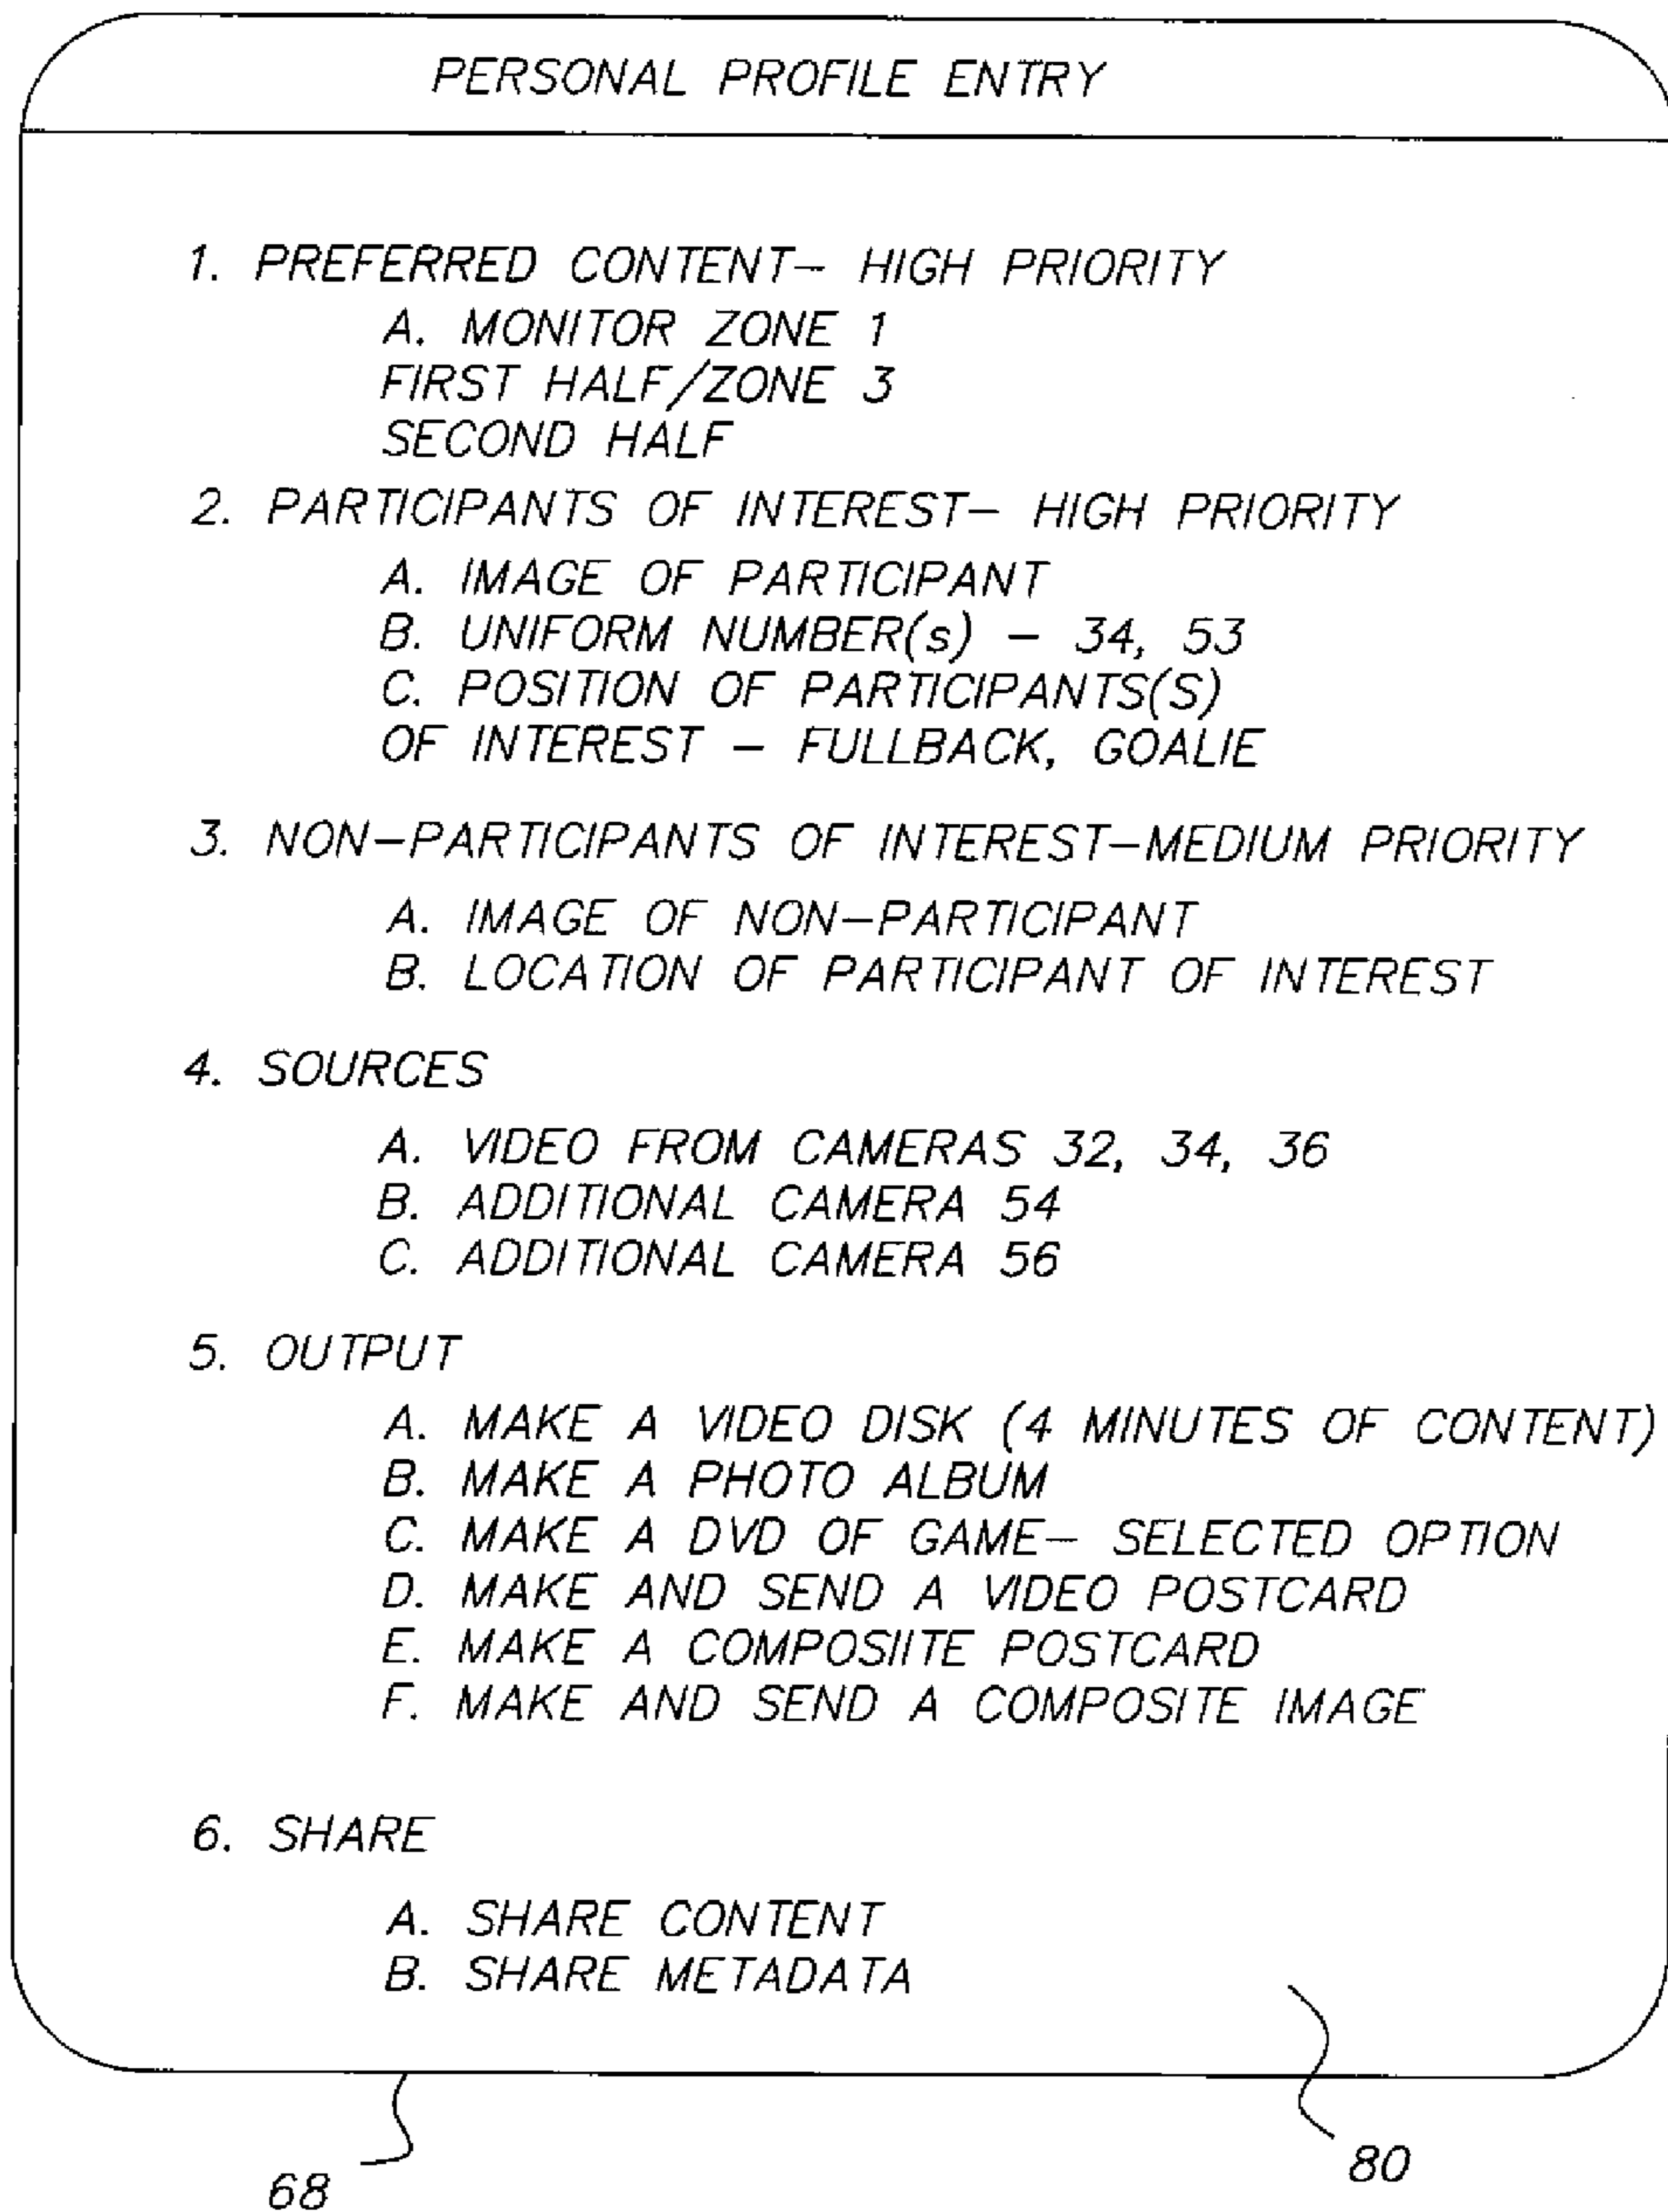 PERSONAL PROFILE ENTRY
1. PREFERRED CONTENT– HIGH PRIORITY
A. MONITOR ZONE 1
FIRST HALF/ZONE 3
SECOND HALF
2. PARTICIPANTS OF INTEREST– HIGH PRIORITY
A. IMAGE OF PARTICIPANT
B. UNIFORM NUMBER(s) – 34, 53
C. POSITION OF PARTICIPANTS(S)
OF INTEREST – FULLBACK, GOALIE
3. NON–PARTICIPANTS OF INTEREST–MEDIUM PRIORITY
A. IMAGE OF NON–PARTICIPANT
B. LOCATION OF PARTICIPANT OF INTEREST
4. SOURCES
A. VIDEO FROM CAMERAS 32, 34, 36
B. ADDITIONAL CAMERA 54
C. ADDITIONAL CAMERA 56
5. OUTPUT
A. MAKE A VIDEO DISK (4 MINUTES OF CONTENT)
B. MAKE A PHOTO ALBUM
C. MAKE A DVD OF GAME– SELECTED OPTION
D. MAKE AND SEND A VIDEO POSTCARD
E. MAKE A COMPOSIITE POSTCARD
F. MAKE AND SEND A COMPOSITE IMAGE
6. SHARE
A. SHARE CONTENT
B. SHARE METADATA
68
80